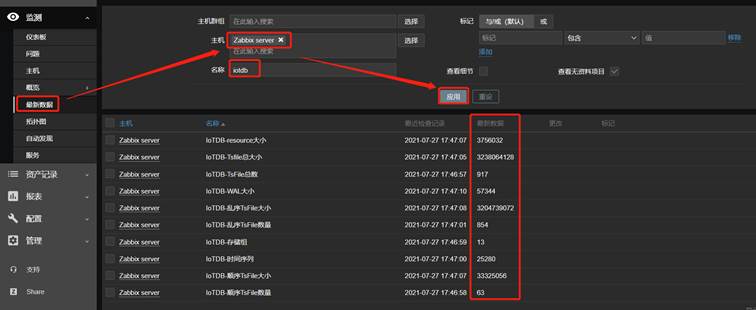 监测
仪表板
问题
主机
概览
最新数据
拓扑图
自动发现
服务
资产记录
报表
配置
管理
支持
Share
主机群组 在此输入搜索 选择
主机 Zabbix server 选择
在此输入搜索
名称 iotdb
标记 与/或（默认） 或
标记 包含 值 移除
添加
查看细节 查看无资料项目
应用 重设
主机 名称 最近检查记录 最新数据 更改 标记
Zabbix server IoTDB-resource大小 2021-07-27 17:47:07 3756032
Zabbix server IoTDB-Tsfile总大小 2021-07-27 17:47:05 3238064128
Zabbix server IoTDB-TsFile总数 2021-07-27 17:46:57 917
Zabbix server IoTDB-WAL大小 2021-07-27 17:47:10 57344
Zabbix server IoTDB-乱序TsFile大小 2021-07-27 17:47:08 3204739072
Zabbix server IoTDB-乱序TsFile数量 2021-07-27 17:47:01 854
Zabbix server IoTDB-存储组 2021-07-27 17:46:59 13
Zabbix server IoTDB-时间序列 2021-07-27 17:47:00 25280
Zabbix server IoTDB-顺序TsFile大小 2021-07-27 17:47:07 33325056
Zabbix server IoTDB-顺序TsFile数量 2021-07-27 17:46:58 63